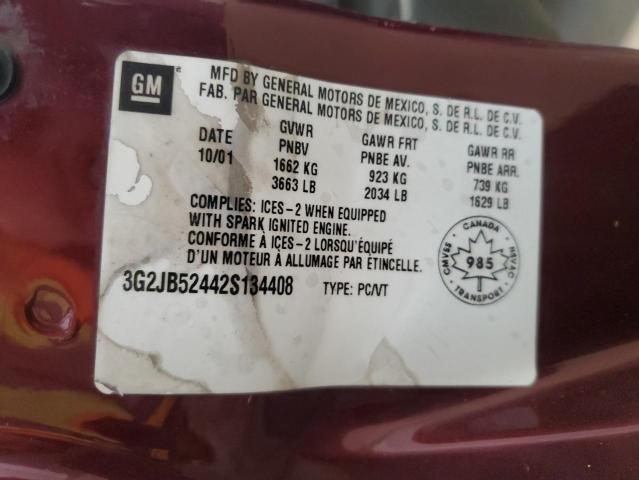 GM
MFD BY GENERAL MOTORS DE MEXICO, S. DE R.L. DE C.V.
FAB. PAR GENERAL MOTORS DE MEXICO, S. DE R.L. DE C.V.
DATE GVWR GAWR FRT GAWR RR
10/01 PNBV PNBE AV. PNBE ARR.
1662 KG 923 KG 739 KG
3663 LB 2034 LB 1629 LB
COMPLIES: ICES-2 WHEN EQUIPPED
WITH SPARK IGNITED ENGINE.
CONFORME À IÇES-2 LORSQU'ÉQUIPÉ
D'UN MOTEUR À ALLUMAGE PAR ÉTINCELLE.
CANADA
CMVSS 985 NSVAC
TRANSPORT
3G2JB52442S134408 TYPE: PC/VT